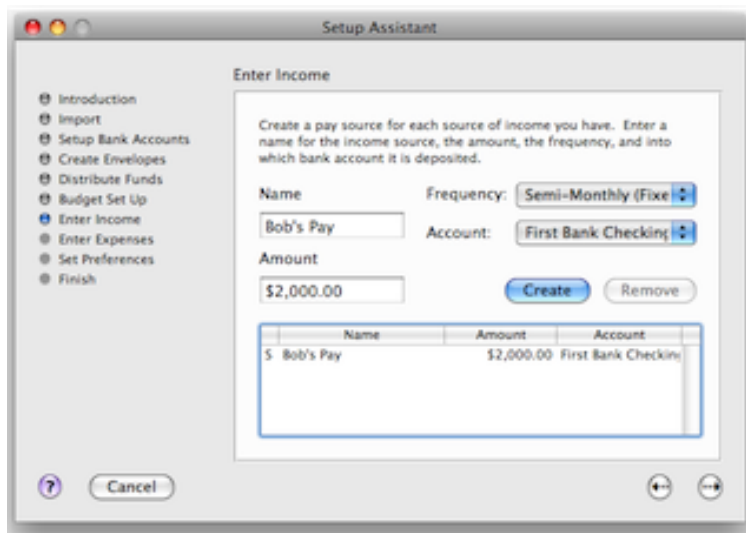 Setup Assistant
Enter Income
Introduction
Import
Setup Bank Accounts
Create Envelopes
Distribute Funds
Budget Set Up
Enter Income
Enter Expenses
Set Preferences
Finish
Create a pay source for each source of income you have. Enter a
name for the income source, the amount, the frequency, and into
which bank account it is deposited.
Name
Frequency: Semi-Monthly (Fixe
Bob's Pay
Account: First Bank Checking
Amount
$2,000.00
Create Remove
Name Amount Account
S Bob's Pay $2,000.00 First Bank Checking
? Cancel